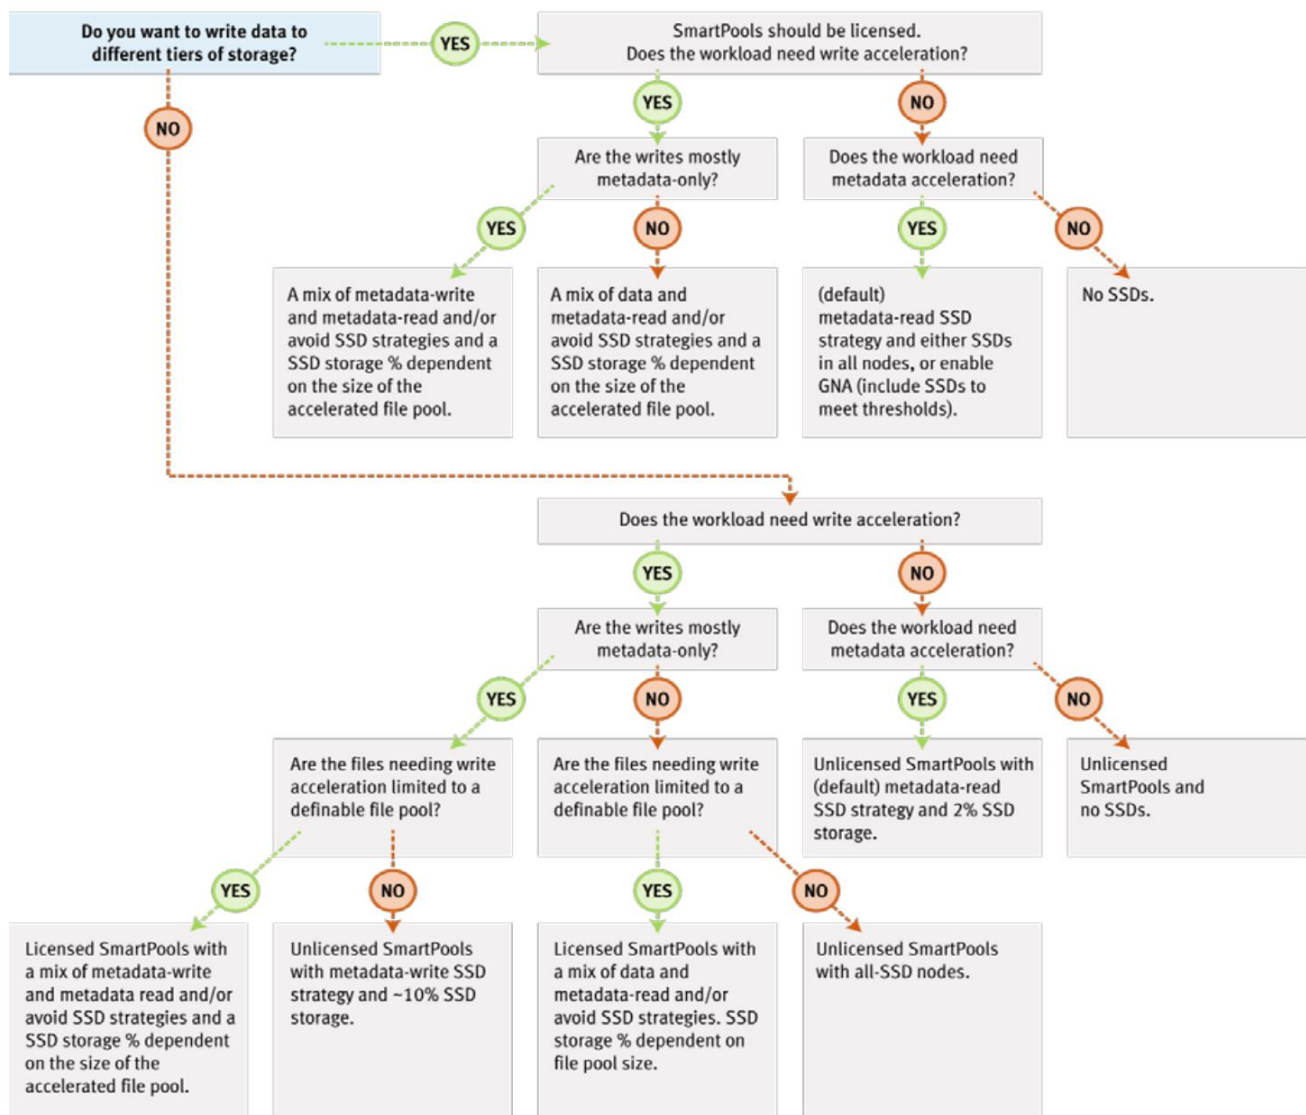 Do you want to write data to
different tiers of storage?
YES
SmartPools should be licensed.
Does the workload need write acceleration?
NO
YES
NO
Are the writes mostly
metadata-only?
Does the workload need
metadata acceleration?
YES
NO
YES
NO
A mix of metadata-write
and metadata-read and/or
avoid SSD strategies and a
SSD storage % dependent
on the size of the
accelerated file pool.
A mix of data and
metadata-read and/or
avoid SSD strategies and a
SSD storage % dependent
on the size of the
accelerated file pool.
(default)
metadata-read SSD
strategy and either SSDs
in all nodes, or enable
GNA (include SSDs to
meet thresholds).
No SSDs.
Does the workload need write acceleration?
YES
NO
Are the writes mostly
metadata-only?
Does the workload need
metadata acceleration?
YES
NO
YES
NO
Are the files needing write
acceleration limited to a
definable file pool?
Are the files needing write
acceleration limited to a
definable file pool?
Unlicensed SmartPools with
(default) metadata-read
SSD strategy and 2% SSD
storage.
Unlicensed
SmartPools and
no SSDs.
YES
NO
YES
NO
Licensed SmartPools with
a mix of metadata-write
and metadata read and/or
avoid SSD strategies and a
SSD storage % dependent
on the size of the
accelerated file pool.
Unlicensed SmartPools
with metadata-write SSD
strategy and ~10% SSD
storage.
Licensed SmartPools with
a mix of data and
metadata-read and/or
avoid SSD strategies. SSD
storage % dependent on
file pool size.
Unlicensed SmartPools
with all-SSD nodes.